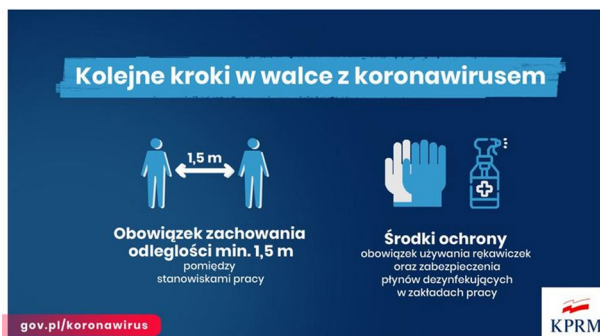 Kolejne kroki w walce z koronawirusem
1,5 m
Obowiązek zachowania
odległości min. 1,5 m
pomiędzy
stanowiskami pracy
Środki ochrony
obowiązek używania rękawiczek
oraz zabezpieczenia
płynów dezynfekujących
w zakładach pracy
gov.pl/koronawirus
KPRM